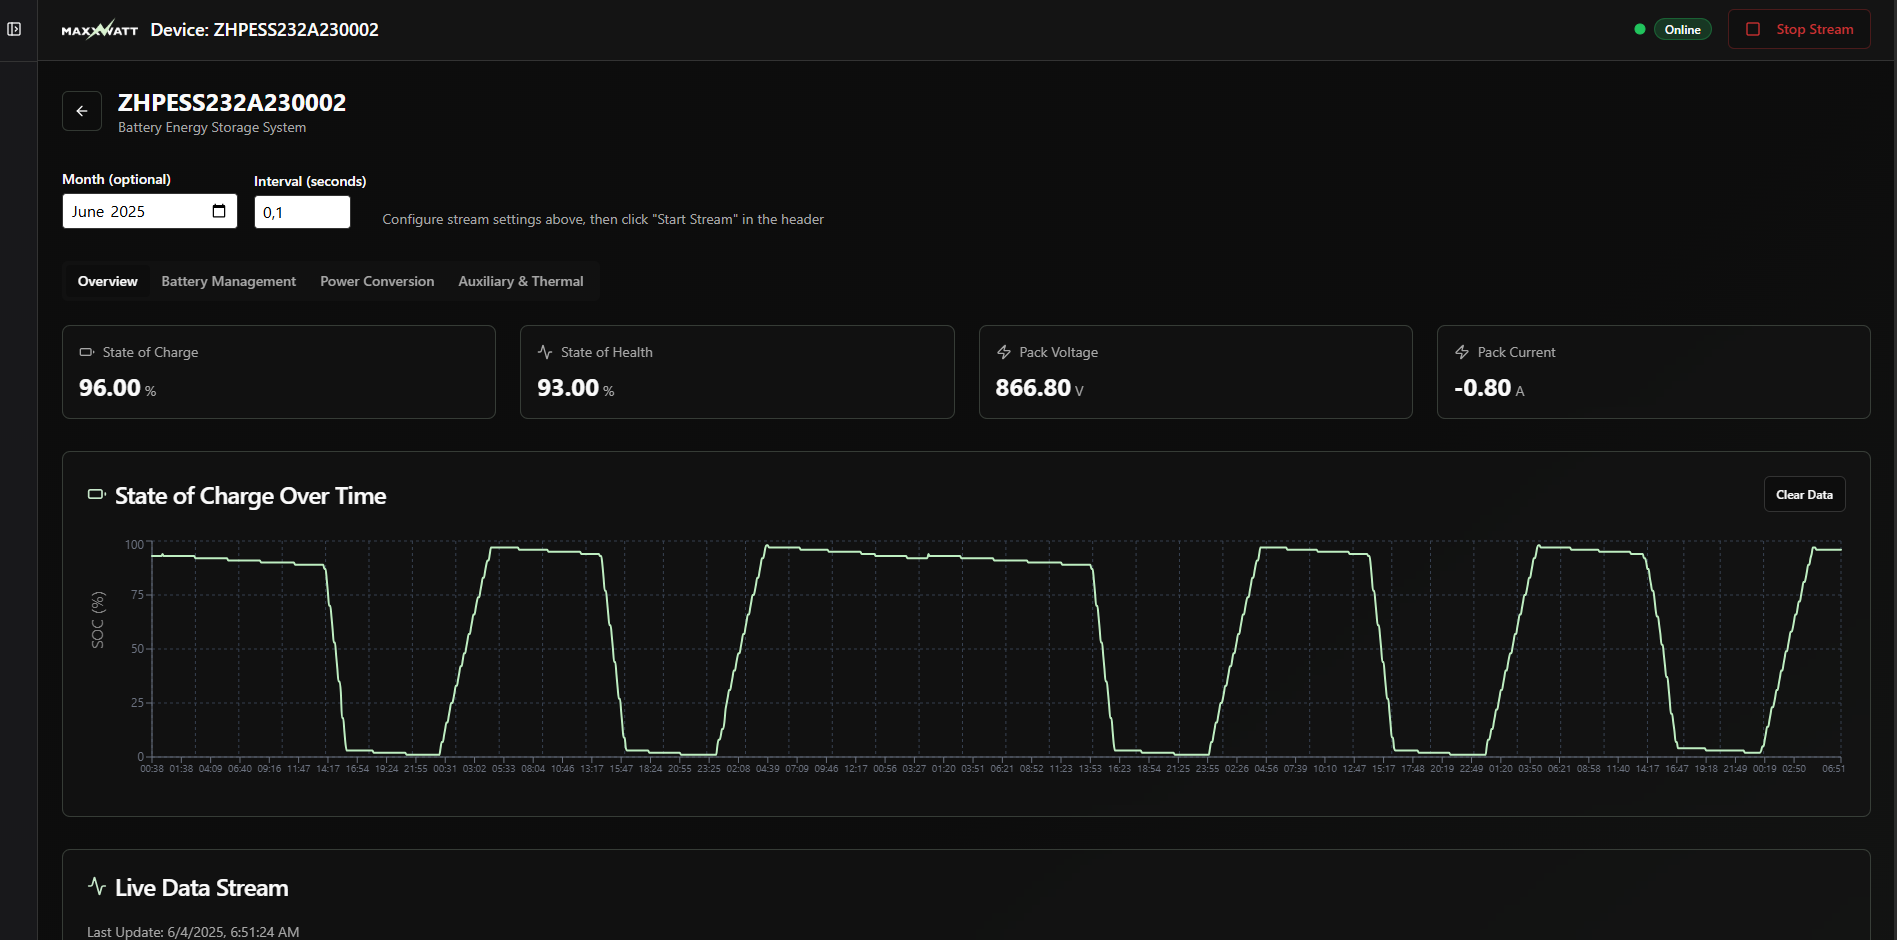 MAXXWATT Device: ZHPESS232A230002
Online
Stop Stream
ZHPESS232A230002
Battery Energy Storage System
Month (optional)
Interval (seconds)
June 2025
0,1
Configure stream settings above, then click "Start Stream" in the header
Overview Battery Management Power Conversion Auxiliary & Thermal
State of Charge
96.00 %
State of Health
93.00 %
Pack Voltage
866.80 V
Pack Current
-0.80 A
State of Charge Over Time
Clear Data
SOC (%)
100
75
50
25
0
00:38 01:38 04:09 06:40 09:16 11:47 14:17 16:54 19:24 21:55 00:31 03:02 05:33 08:04 10:46 13:17 15:47 18:24 20:55 23:25 02:08 04:39 07:09 09:46 12:17 00:56 03:27 01:20 03:51 06:21 08:52 11:23 13:53 16:23 18:54 21:25 23:55 02:26 04:56 07:39 10:10 12:47 15:17 17:48 20:19 22:49 01:20 03:50 06:21 08:58 11:40 14:17 16:47 19:18 21:49 00:19 02:50 06:51
Live Data Stream
Last Update: 6/4/2025, 6:51:24 AM